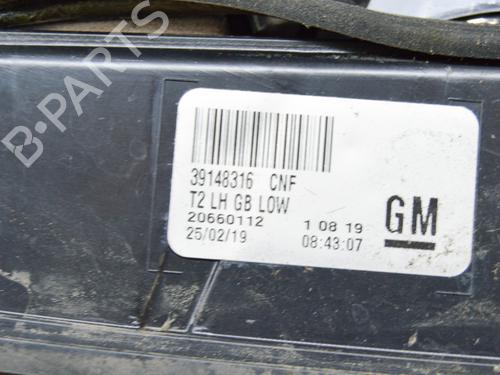 B-PARTS
39148316 CNF
T2 LH GB LOW
20660112 1 08 19
25/02/19 08:43:07
GM